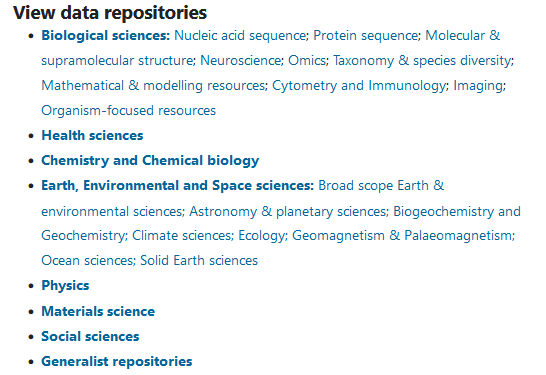 View data repositories
• Biological sciences: Nucleic acid sequence; Protein sequence; Molecular &
supramolecular structure; Neuroscience; Omics; Taxonomy & species diversity;
Mathematical & modelling resources; Cytometry and Immunology; Imaging;
Organism-focused resources
• Health sciences
• Chemistry and Chemical biology
• Earth, Environmental and Space sciences: Broad scope Earth &
environmental sciences; Astronomy & planetary sciences; Biogeochemistry and
Geochemistry; Climate sciences; Ecology; Geomagnetism & Palaeomagnetism;
Ocean sciences; Solid Earth sciences
• Physics
• Materials science
• Social sciences
• Generalist repositories